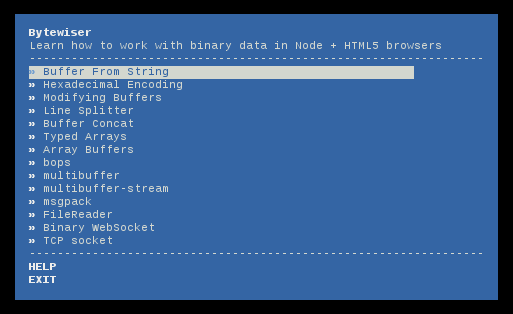 Bytewiser
Learn how to work with binary data in Node + HTML5 browsers
-----------------------------------------------------------------
» Buffer From String
» Hexadecimal Encoding
» Modifying Buffers
» Line Splitter
» Buffer Concat
» Typed Arrays
» Array Buffers
» bops
» multibuffer
» multibuffer-stream
» msgpack
» FileReader
» Binary WebSocket
» TCP socket
-----------------------------------------------------------------
HELP
EXIT